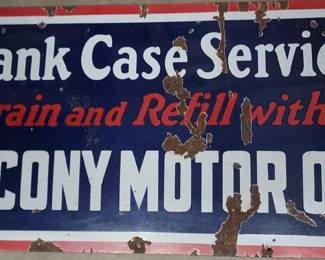 ank Case Servic
rain and Refill with
CONY MOTOR O